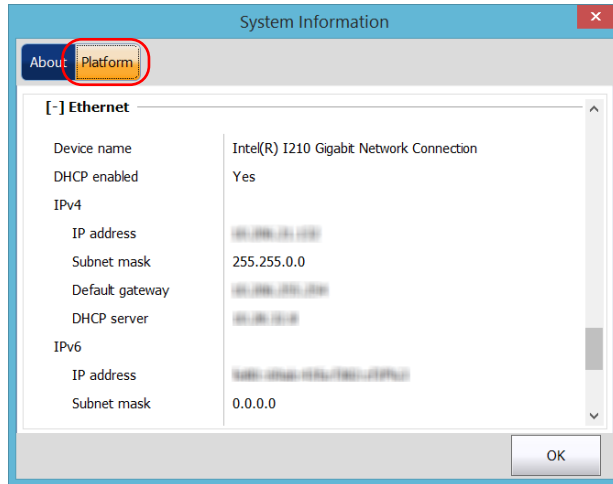 System Information
About Platform
[-] Ethernet
Device name Intel(R) I210 Gigabit Network Connection
DHCP enabled Yes
IPv4
IP address
Subnet mask 255.255.0.0
Default gateway
DHCP server
IPv6
IP address
Subnet mask 0.0.0.0
OK